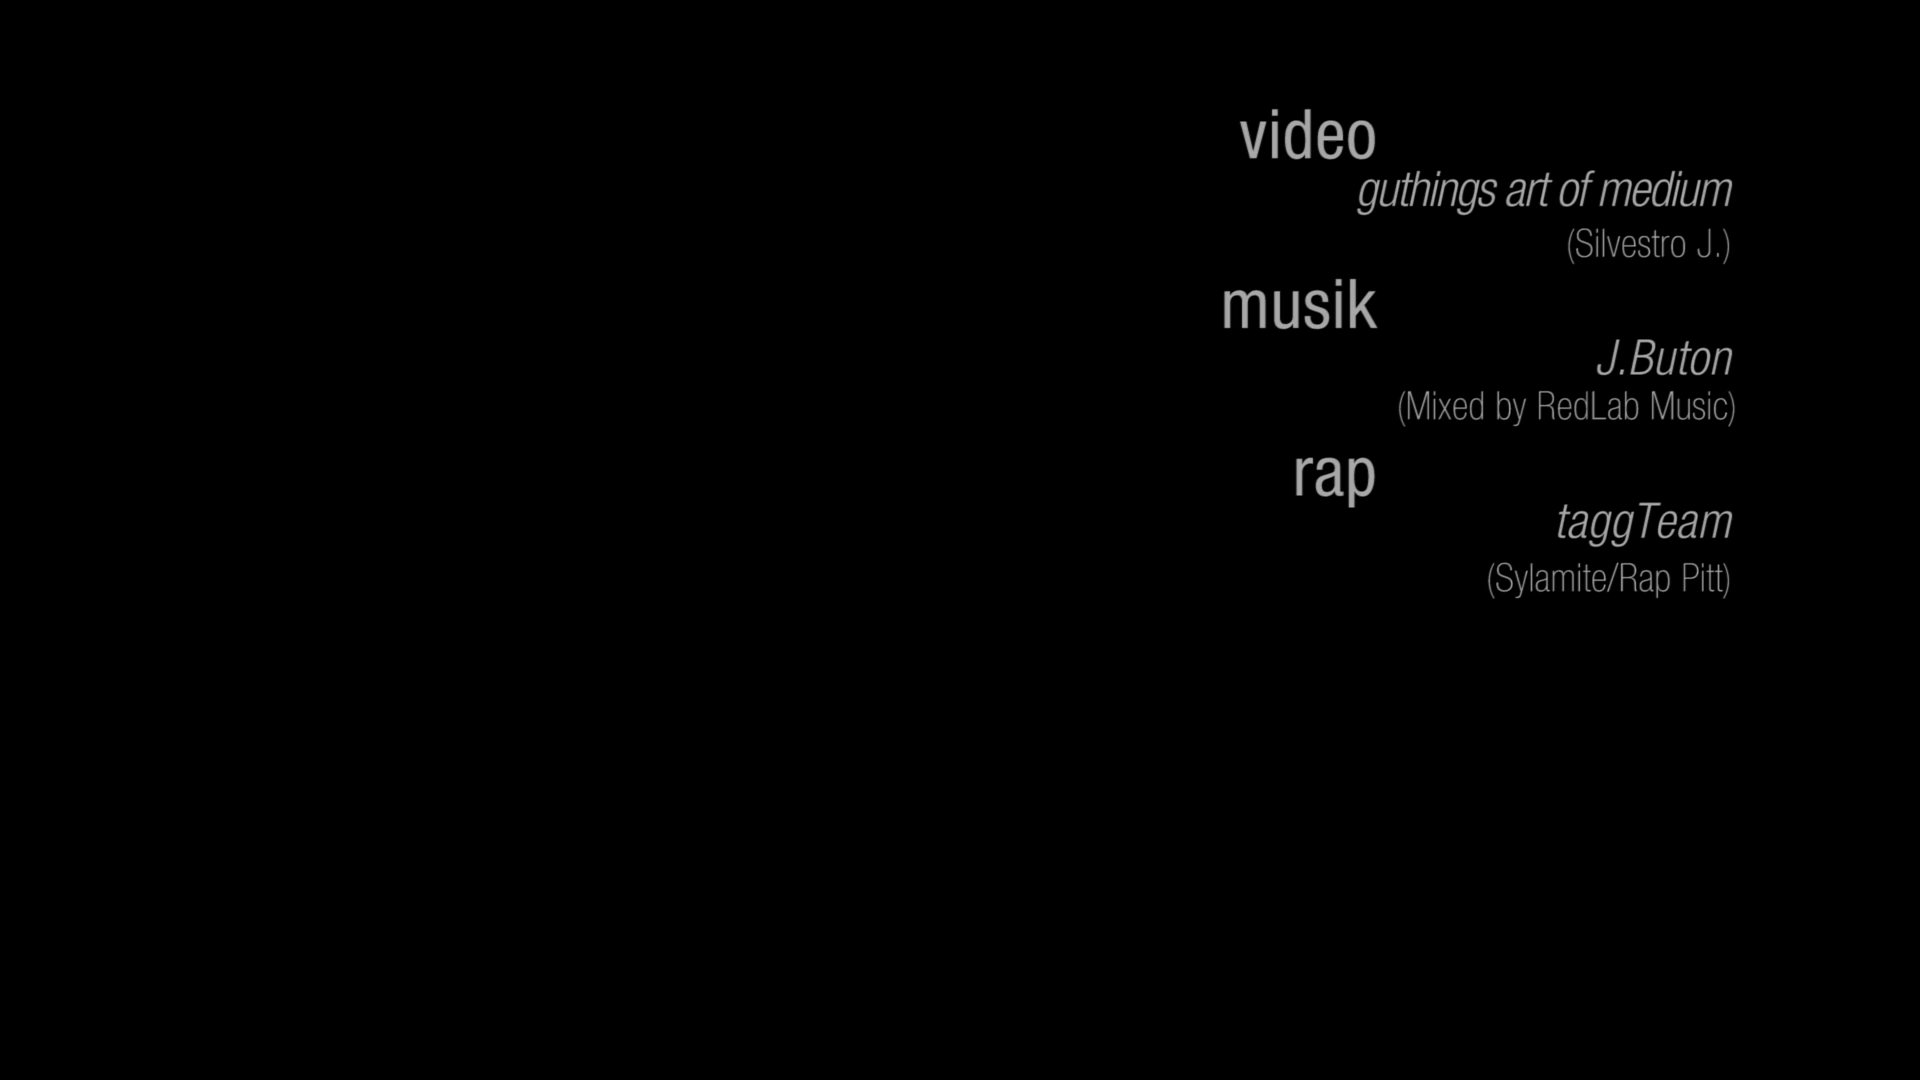 video
guthings art of medium
(Silvestro J.)
musik
J.Buton
(Mixed by RedLab Music)
rap
taggTeam
(Sylamite/Rap Pitt)